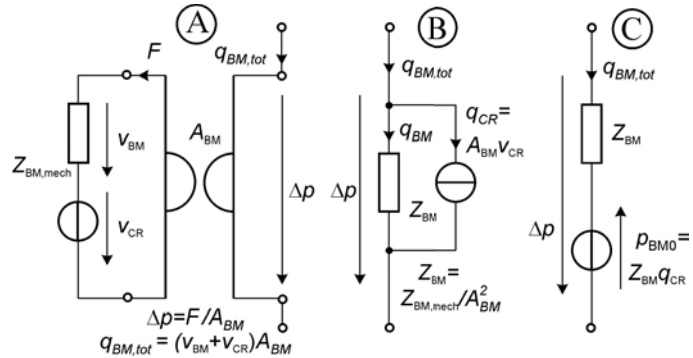 A
F
q_BM,tot
v_BM
A_BM
Z_BM,mech
Δp
v_CR
Δp=F/A_BM
q_BM,tot = (v_BM+v_CR)A_BM
B
q_BM,tot
q_CR=
q_BM
A_BM v_CR
Δp
Z_BM
Z_BM=
Z_BM,mech/A²_BM
C
q_BM,tot
Z_BM
Δp
p_BM0=
Z_BM q_CR